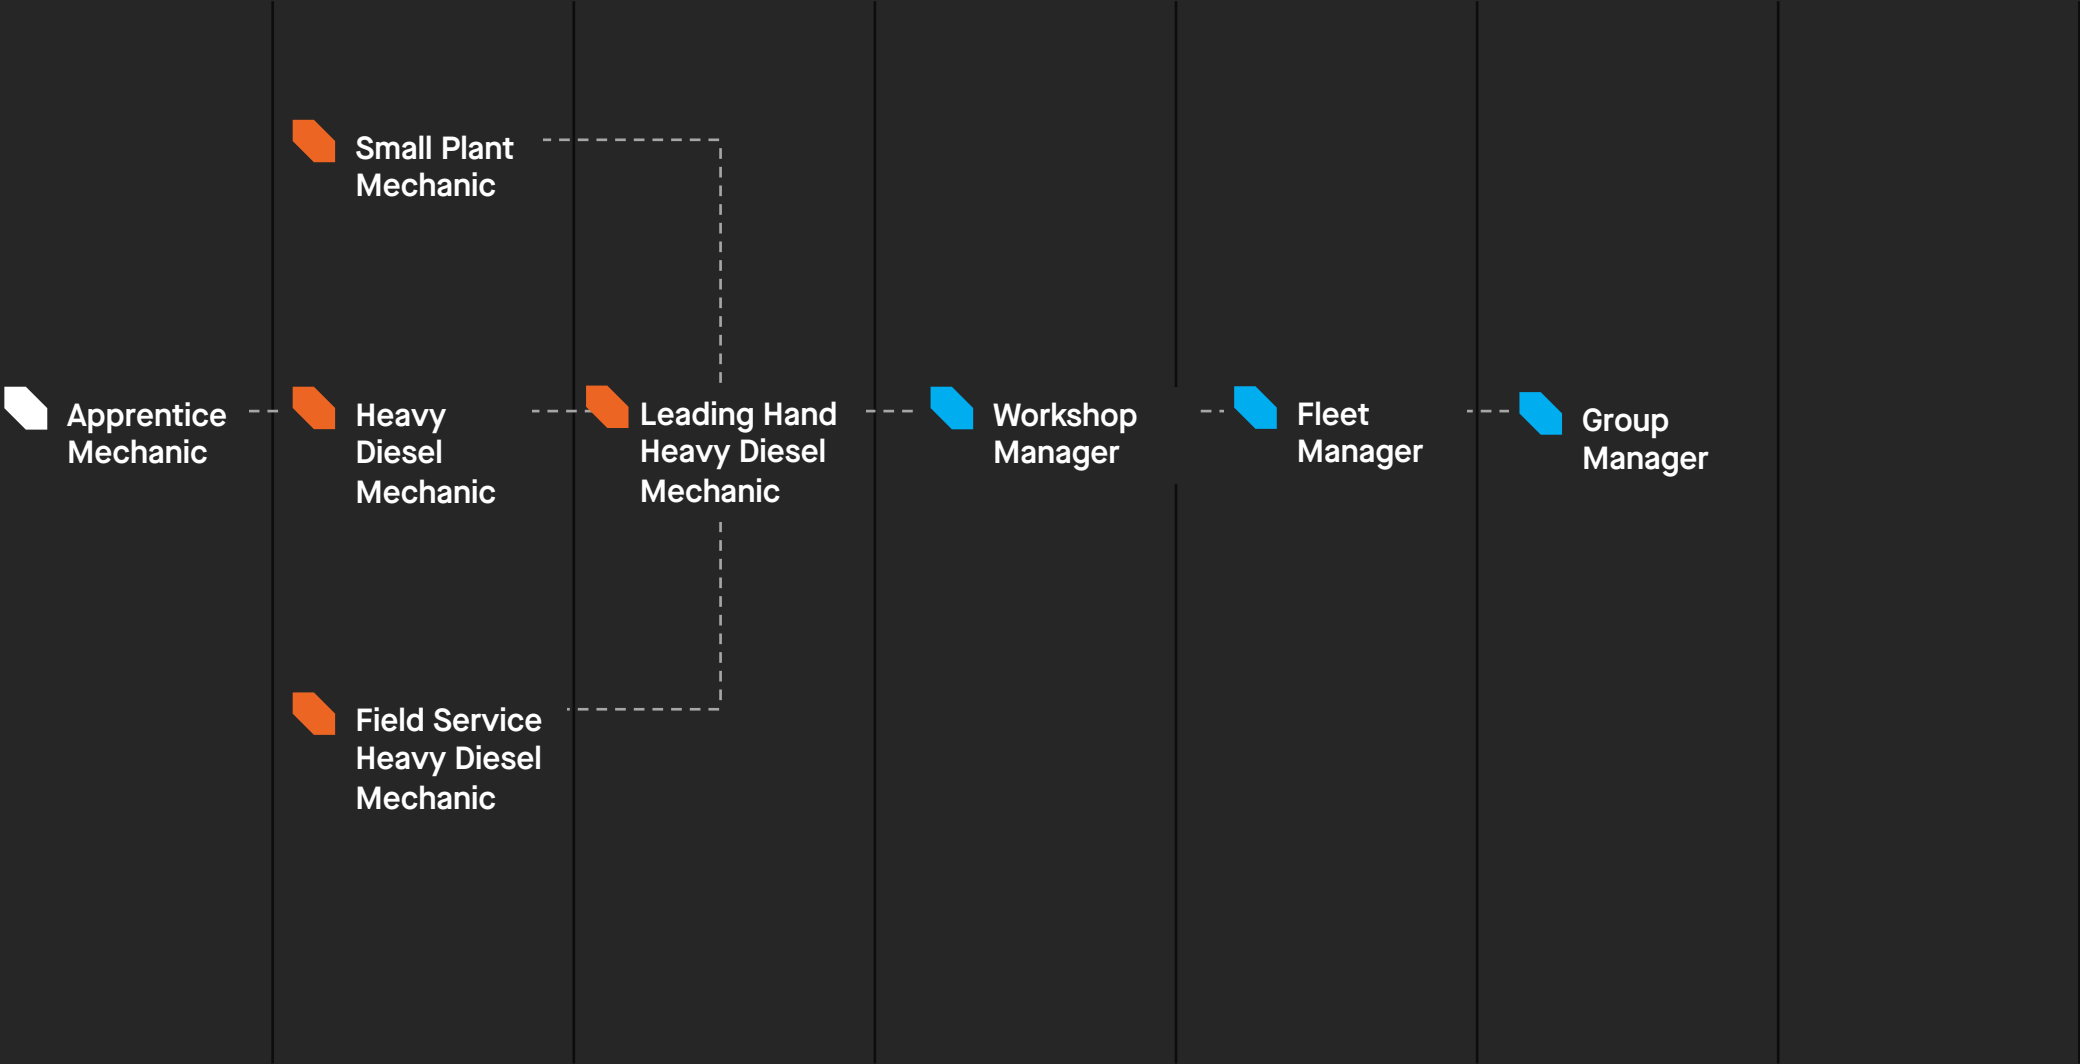 Small Plant
Mechanic
Apprentice
Mechanic
Heavy
Diesel
Mechanic
Leading Hand
Heavy Diesel
Mechanic
Workshop
Manager
Fleet
Manager
Group
Manager
Field Service
Heavy Diesel
Mechanic